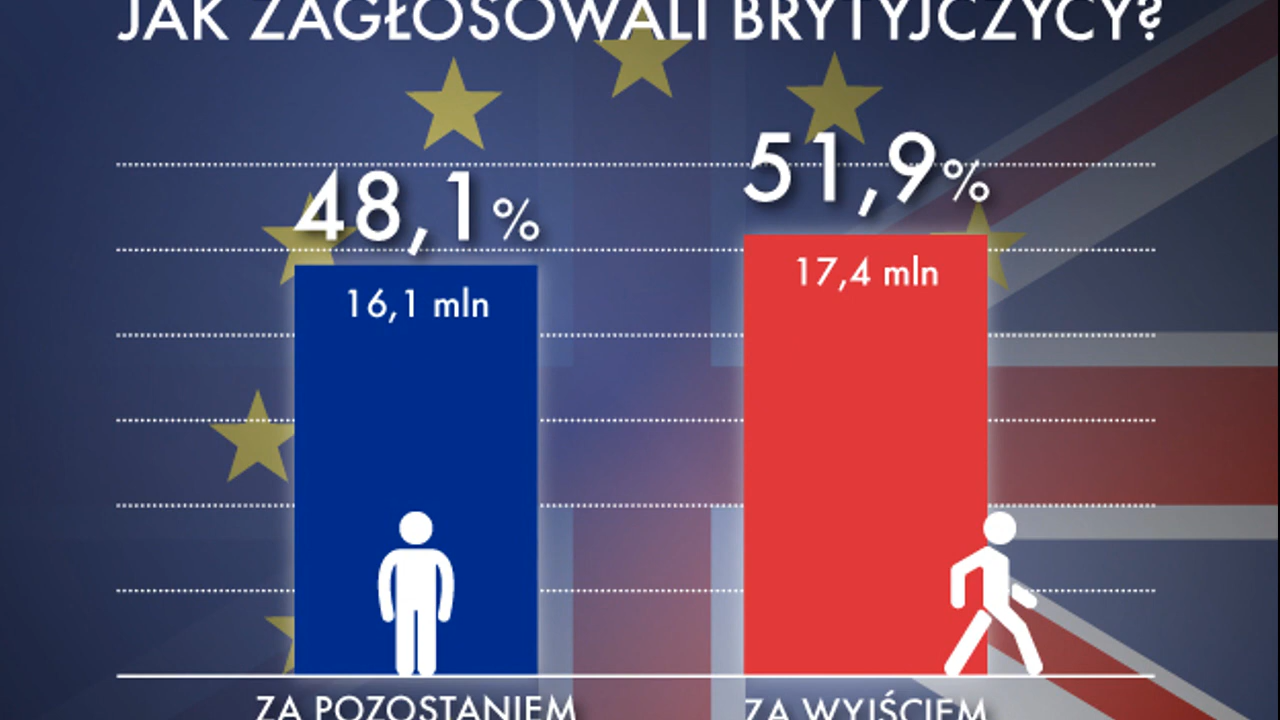 JAK ZAGŁOSOWALI BRYTYJCZYCY?
48,1%
51,9%
16,1 mln
17,4 mln
ZA POZOSTANIEM
ZA WYJŚCIEM